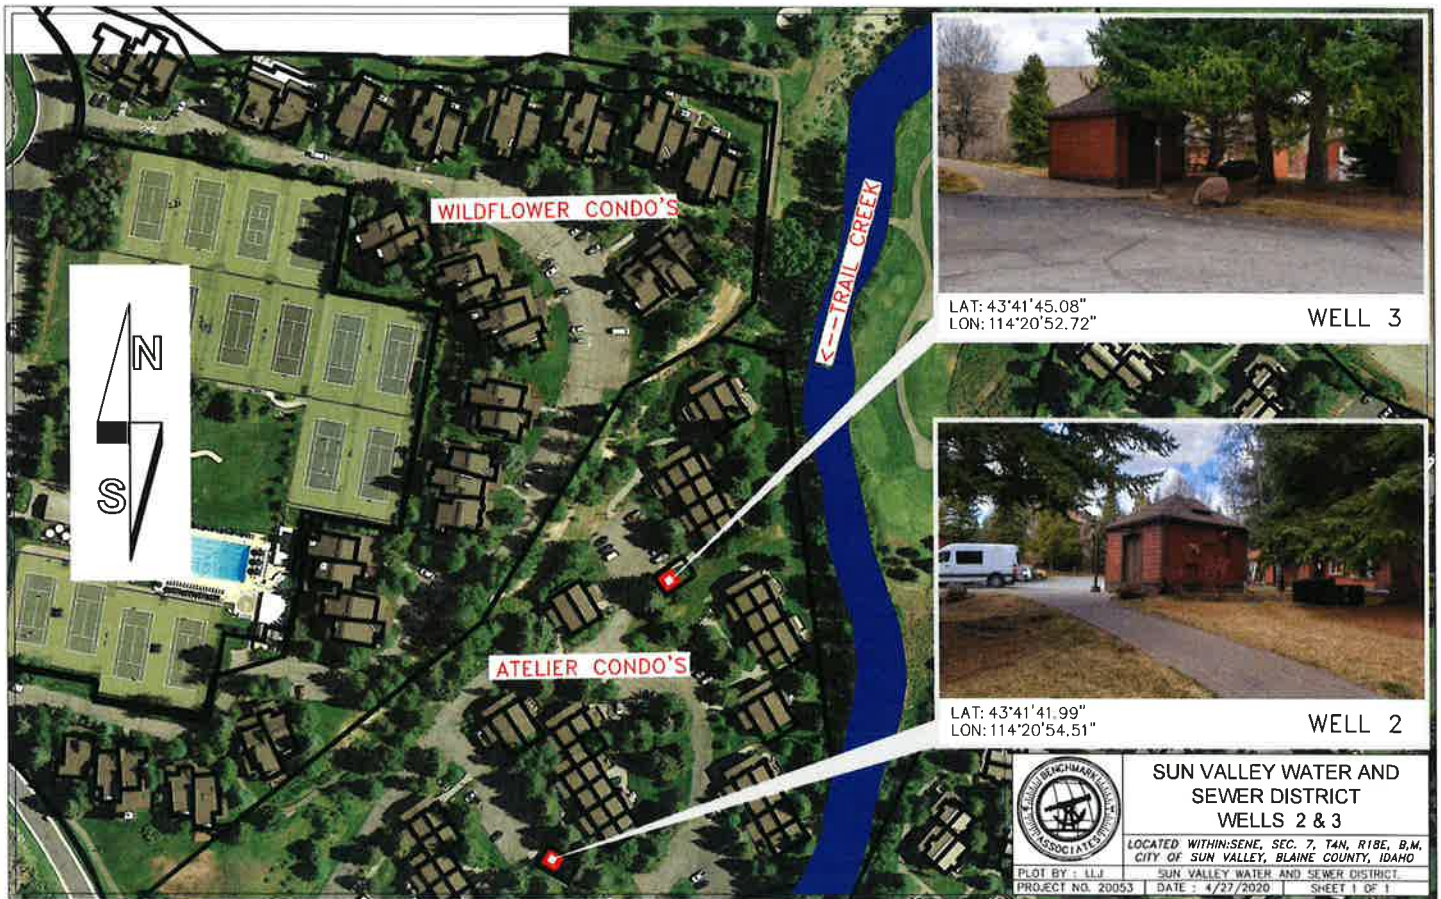 WILDFLOWER CONDO'S
<--TRAIL CREEK
N
S
ATELIER CONDO'S
LAT: 43°41'45.08"
LON: 114°20'52.72"
WELL 3
LAT: 43°41'41.99"
LON: 114°20'54.51"
WELL 2
BENCHMARK
ASSOCIATES
SUN VALLEY WATER AND
SEWER DISTRICT
WELLS 2 & 3
LOCATED WITHIN:SENE, SEC. 7, T4N, R18E, B.M.
CITY OF SUN VALLEY, BLAINE COUNTY, IDAHO
PLOT BY : LLJ
SUN VALLEY WATER AND SEWER DISTRICT.
PROJECT NO. 20053
DATE : 4/27/2020
SHEET 1 OF 1